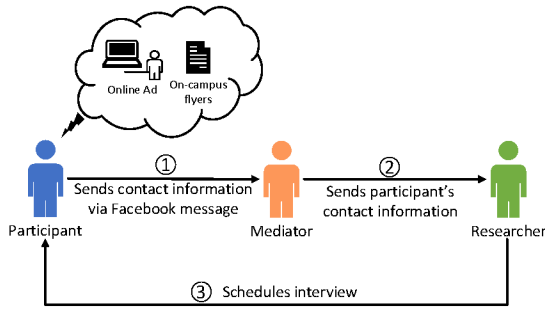 Online Ad
On-campus
flyers
①
Sends contact information
via Facebook message
②
Sends participant's
contact information
Participant
Mediator
Researcher
③ Schedules interview